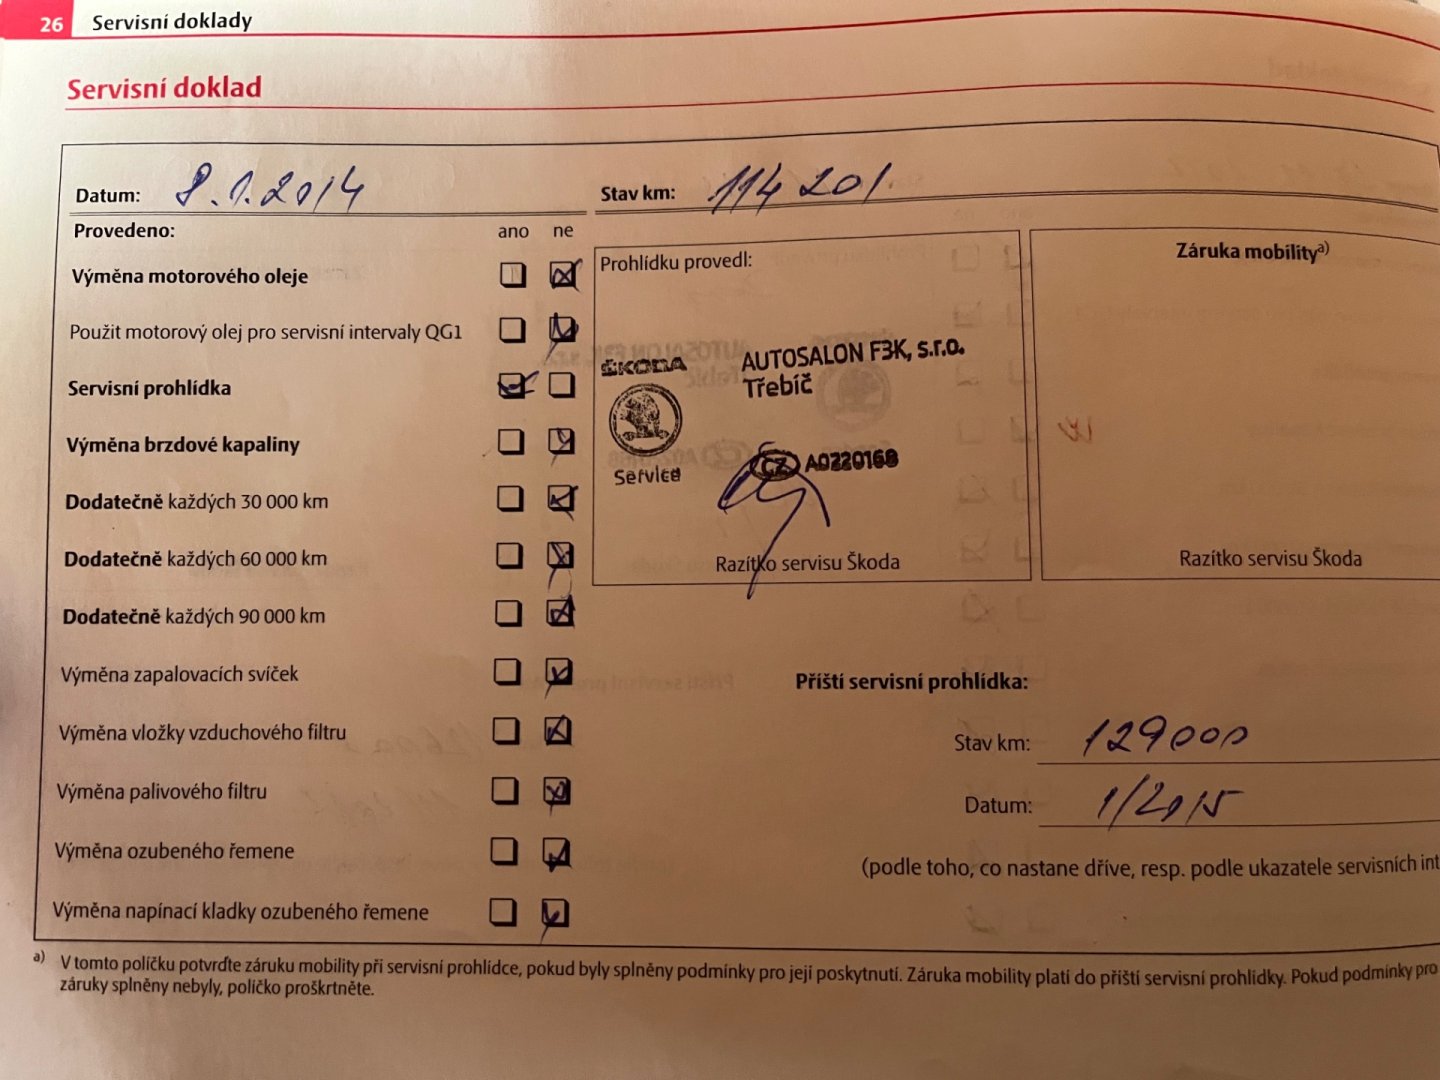 26 Servisní doklady
Servisní doklad
Datum: 8.1.2014 Stav km: 114 201
Provedeno: ano ne
Výměna motorového oleje
Použit motorový olej pro servisní intervaly QG1
Servisní prohlídka
Výměna brzdové kapaliny
Dodatečně každých 30 000 km
Dodatečně každých 60 000 km
Dodatečně každých 90 000 km
Výměna zapalovacích svíček
Výměna vložky vzduchového filtru
Výměna palivového filtru
Výměna ozubeného řemene
Výměna napínací kladky ozubeného řemene
Prohlídku provedl:
ŠKODA
Service
AUTOSALON F3K, s.r.o.
Třebíč
CZ A0220168
Razítko servisu Škoda
Záruka mobility a)
Razítko servisu Škoda
Příští servisní prohlídka:
Stav km: 129000
Datum: 1/2015
(podle toho, co nastane dříve, resp. podle ukazatele servisních int
a) V tomto políčku potvrďte záruku mobility při servisní prohlídce, pokud byly splněny podmínky pro její poskytnutí. Záruka mobility platí do příští servisní prohlídky. Pokud podmínky pro
záruky splněny nebyly, políčko proškrtněte.